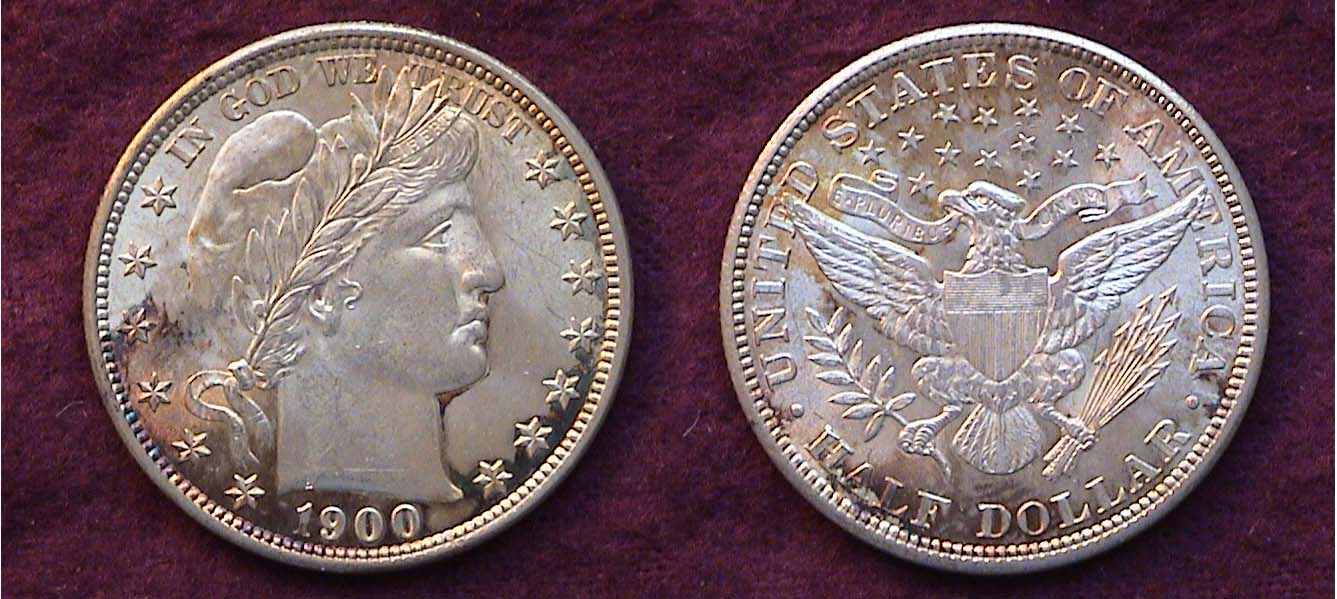 IN GOD WE TRUST
LIBERTY
1900
UNITED STATES OF AMERICA
E·PLURIBUS UNUM
HALF DOLLAR